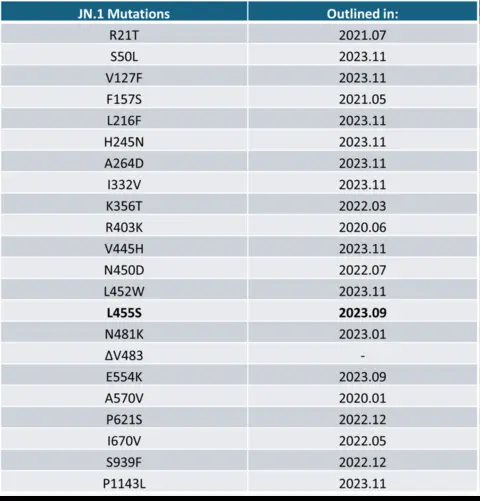 JN.1 Mutations Outlined in:
R21T 2021.07
S50L 2023.11
V127F 2023.11
F157S 2021.05
L216F 2023.11
H245N 2023.11
A264D 2023.11
I332V 2023.11
K356T 2022.03
R403K 2020.06
V445H 2023.11
N450D 2022.07
L452W 2023.11
L455S 2023.09
N481K 2023.01
ΔV483 -
E554K 2023.09
A570V 2020.01
P621S 2022.12
I670V 2022.05
S939F 2022.12
P1143L 2023.11